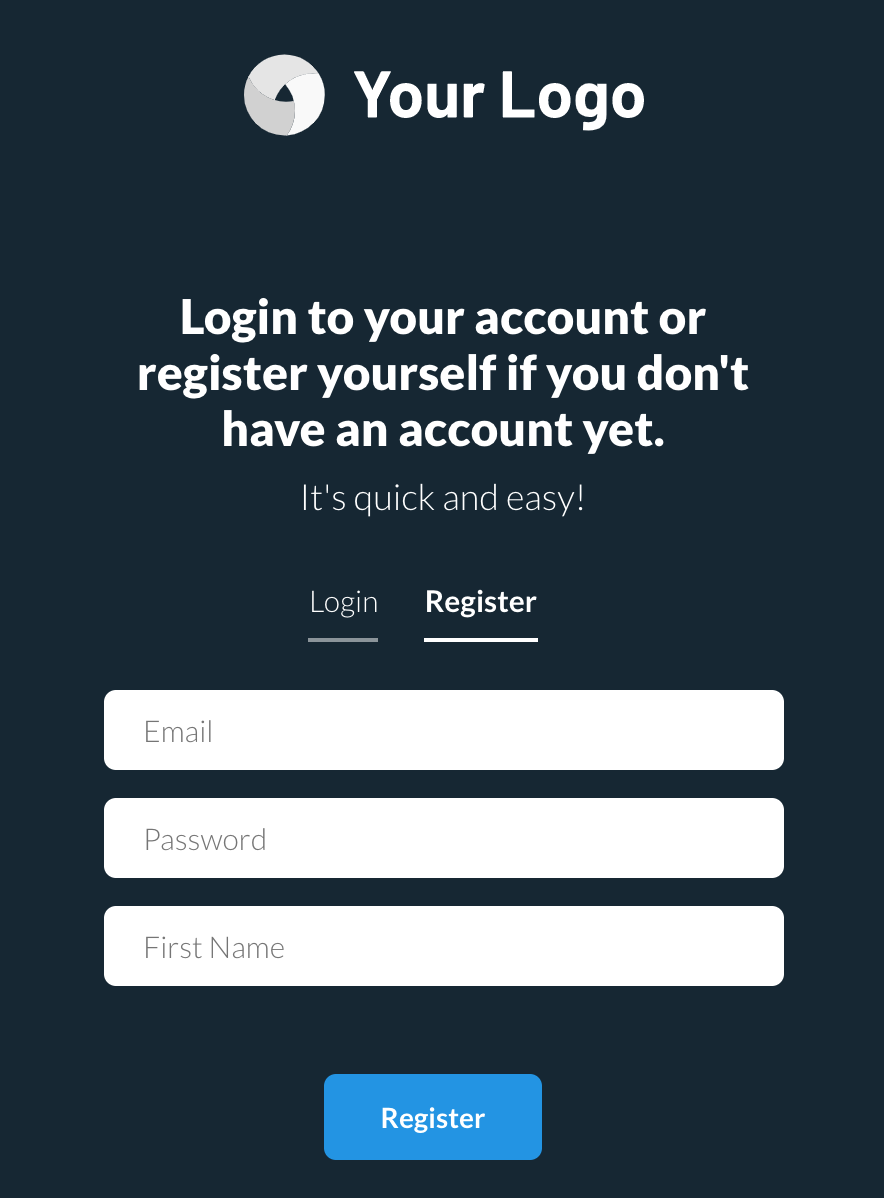 Your Logo
Login to your account or
register yourself if you don't
have an account yet.
It's quick and easy!
Login Register
Email
Password
First Name
Register